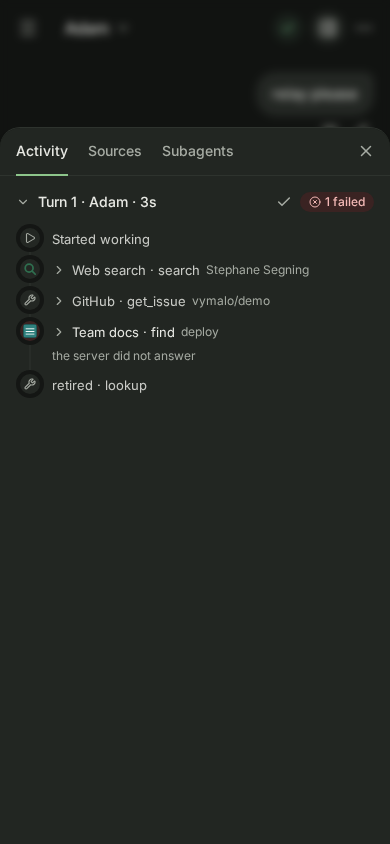 Adam
Activity Sources Subagents
Turn 1 · Adam · 3s 1 failed
Started working
Web search · search Stephane Segning
GitHub · get_issue vymalo/demo
Team docs · find deploy
the server did not answer
retired · lookup